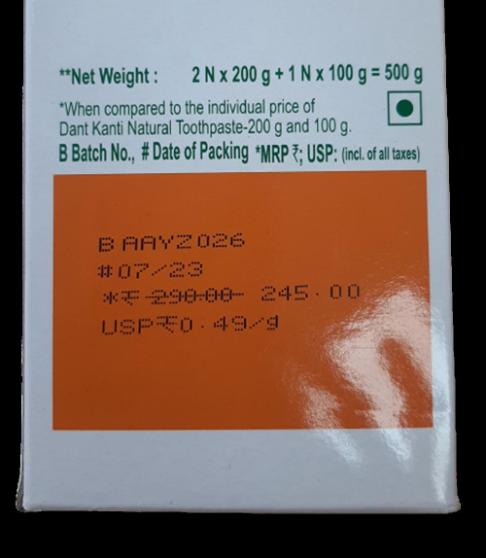 **Net Weight : 2 N x 200 g + 1 N x 100 g = 500 g
*When compared to the individual price of
Dant Kanti Natural Toothpaste-200 g and 100 g.
B Batch No., # Date of Packing *MRP ₹; USP: (incl. of all taxes)
B AAYZ026
#07/23
*₹ 290.00 245.00
USP₹0.49/g